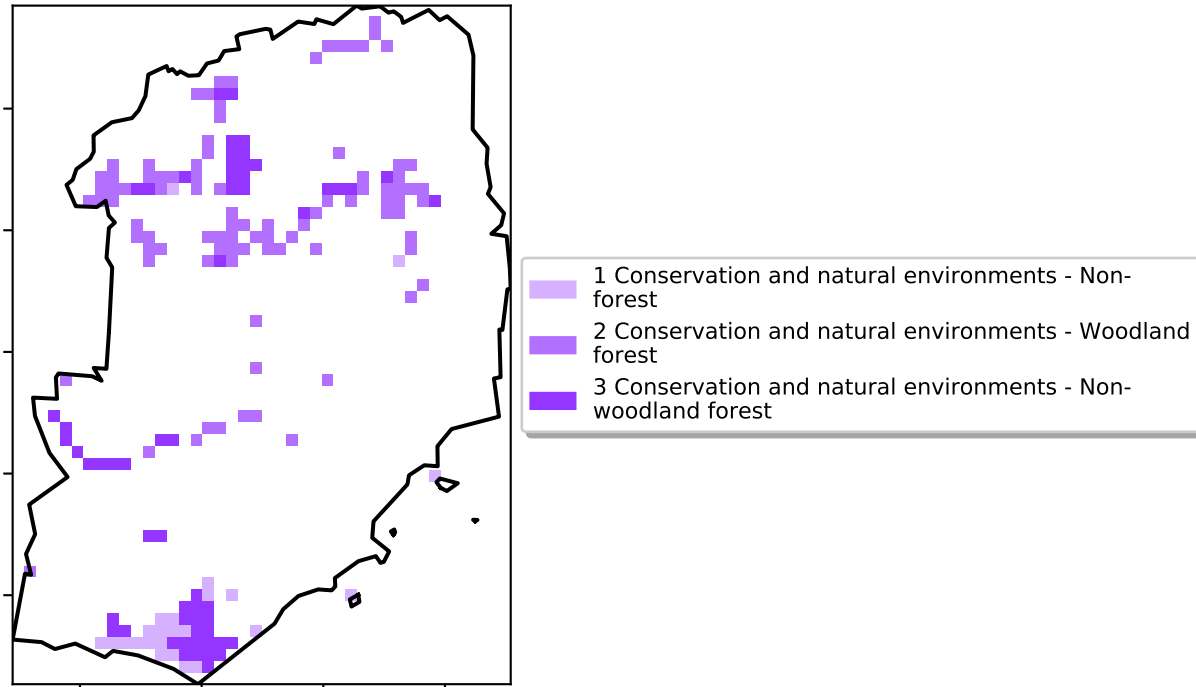 1 Conservation and natural environments - Non-
forest
2 Conservation and natural environments - Woodland
forest
3 Conservation and natural environments - Non-
woodland forest